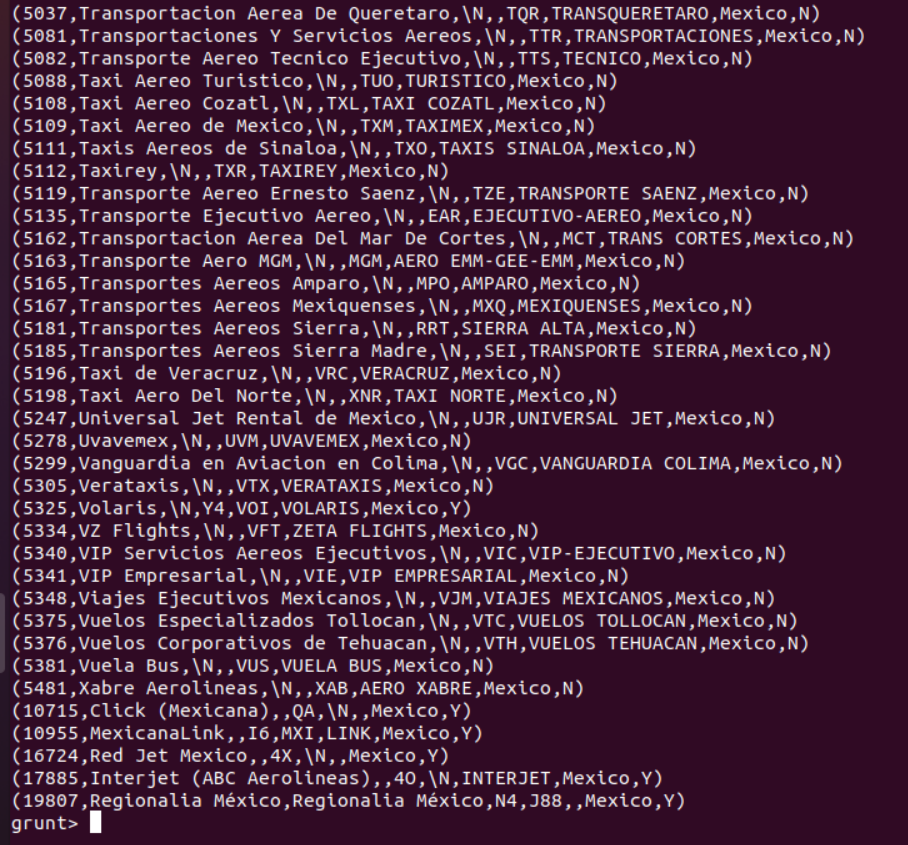 (5037,Transportacion Aerea De Queretaro,\N,,TQR,TRANSQUERETARO,Mexico,N)
(5081,Transportaciones Y Servicios Aereos,\N,,TTR,TRANSPORTACIONES,Mexico,N)
(5082,Transporte Aereo Tecnico Ejecutivo,\N,,TTS,TECNICO,Mexico,N)
(5088,Taxi Aereo Turistico,\N,,TUO,TURISTICO,Mexico,N)
(5108,Taxi Aereo Cozatl,\N,,TXL,TAXI COZATL,Mexico,N)
(5109,Taxi Aereo de Mexico,\N,,TXM,TAXIMEX,Mexico,N)
(5111,Taxis Aereos de Sinaloa,\N,,TXO,TAXIS SINALOA,Mexico,N)
(5112,Taxirey,\N,,TXR,TAXIREY,Mexico,N)
(5119,Transporte Aereo Ernesto Saenz,\N,,TZE,TRANSPORTE SAENZ,Mexico,N)
(5135,Transporte Ejecutivo Aereo,\N,,EAR,EJECUTIVO-AEREO,Mexico,N)
(5162,Transportacion Aerea Del Mar De Cortes,\N,,MCT,TRANS CORTES,Mexico,N)
(5163,Transporte Aero MGM,\N,,MGM,AERO EMM-GEE-EMM,Mexico,N)
(5165,Transportes Aereos Amparo,\N,,MPO,AMPARO,Mexico,N)
(5167,Transportes Aereos Mexiquenses,\N,,MXQ,MEXIQUENSES,Mexico,N)
(5181,Transportes Aereos Sierra,\N,,RRT,SIERRA ALTA,Mexico,N)
(5185,Transportes Aereos Sierra Madre,\N,,SEI,TRANSPORTE SIERRA,Mexico,N)
(5196,Taxi de Veracruz,\N,,VRC,VERACRUZ,Mexico,N)
(5198,Taxi Aero Del Norte,\N,,XNR,TAXI NORTE,Mexico,N)
(5247,Universal Jet Rental de Mexico,\N,,UJR,UNIVERSAL JET,Mexico,N)
(5278,Uvavemex,\N,,UVM,UVAVEMEX,Mexico,N)
(5299,Vanguardia en Aviacion en Colima,\N,,VGC,VANGUARDIA COLIMA,Mexico,N)
(5305,Verataxis,\N,,VTX,VERATAXIS,Mexico,N)
(5325,Volaris,\N,Y4,VOI,VOLARIS,Mexico,Y)
(5334,VZ Flights,\N,,VFT,ZETA FLIGHTS,Mexico,N)
(5340,VIP Servicios Aereos Ejecutivos,\N,,VIC,VIP-EJECUTIVO,Mexico,N)
(5341,VIP Empresarial,\N,,VIE,VIP EMPRESARIAL,Mexico,N)
(5348,Viajes Ejecutivos Mexicanos,\N,,VJM,VIAJES MEXICANOS,Mexico,N)
(5375,Vuelos Especializados Tollocan,\N,,VTC,VUELOS TOLLOCAN,Mexico,N)
(5376,Vuelos Corporativos de Tehuacan,\N,,VTH,VUELOS TEHUACAN,Mexico,N)
(5381,Vuela Bus,\N,,VUS,VUELA BUS,Mexico,N)
(5481,Xabre Aerolineas,\N,,XAB,AERO XABRE,Mexico,N)
(10715,Click (Mexicana),,QA,\N,,Mexico,Y)
(10955,MexicanaLink,,I6,MXI,LINK,Mexico,Y)
(16724,Red Jet Mexico,,4X,\N,,Mexico,Y)
(17885,Interjet (ABC Aerolineas),,4O,\N,INTERJET,Mexico,Y)
(19807,Regionalia México,Regionalia México,N4,J88,,Mexico,Y)
grunt>